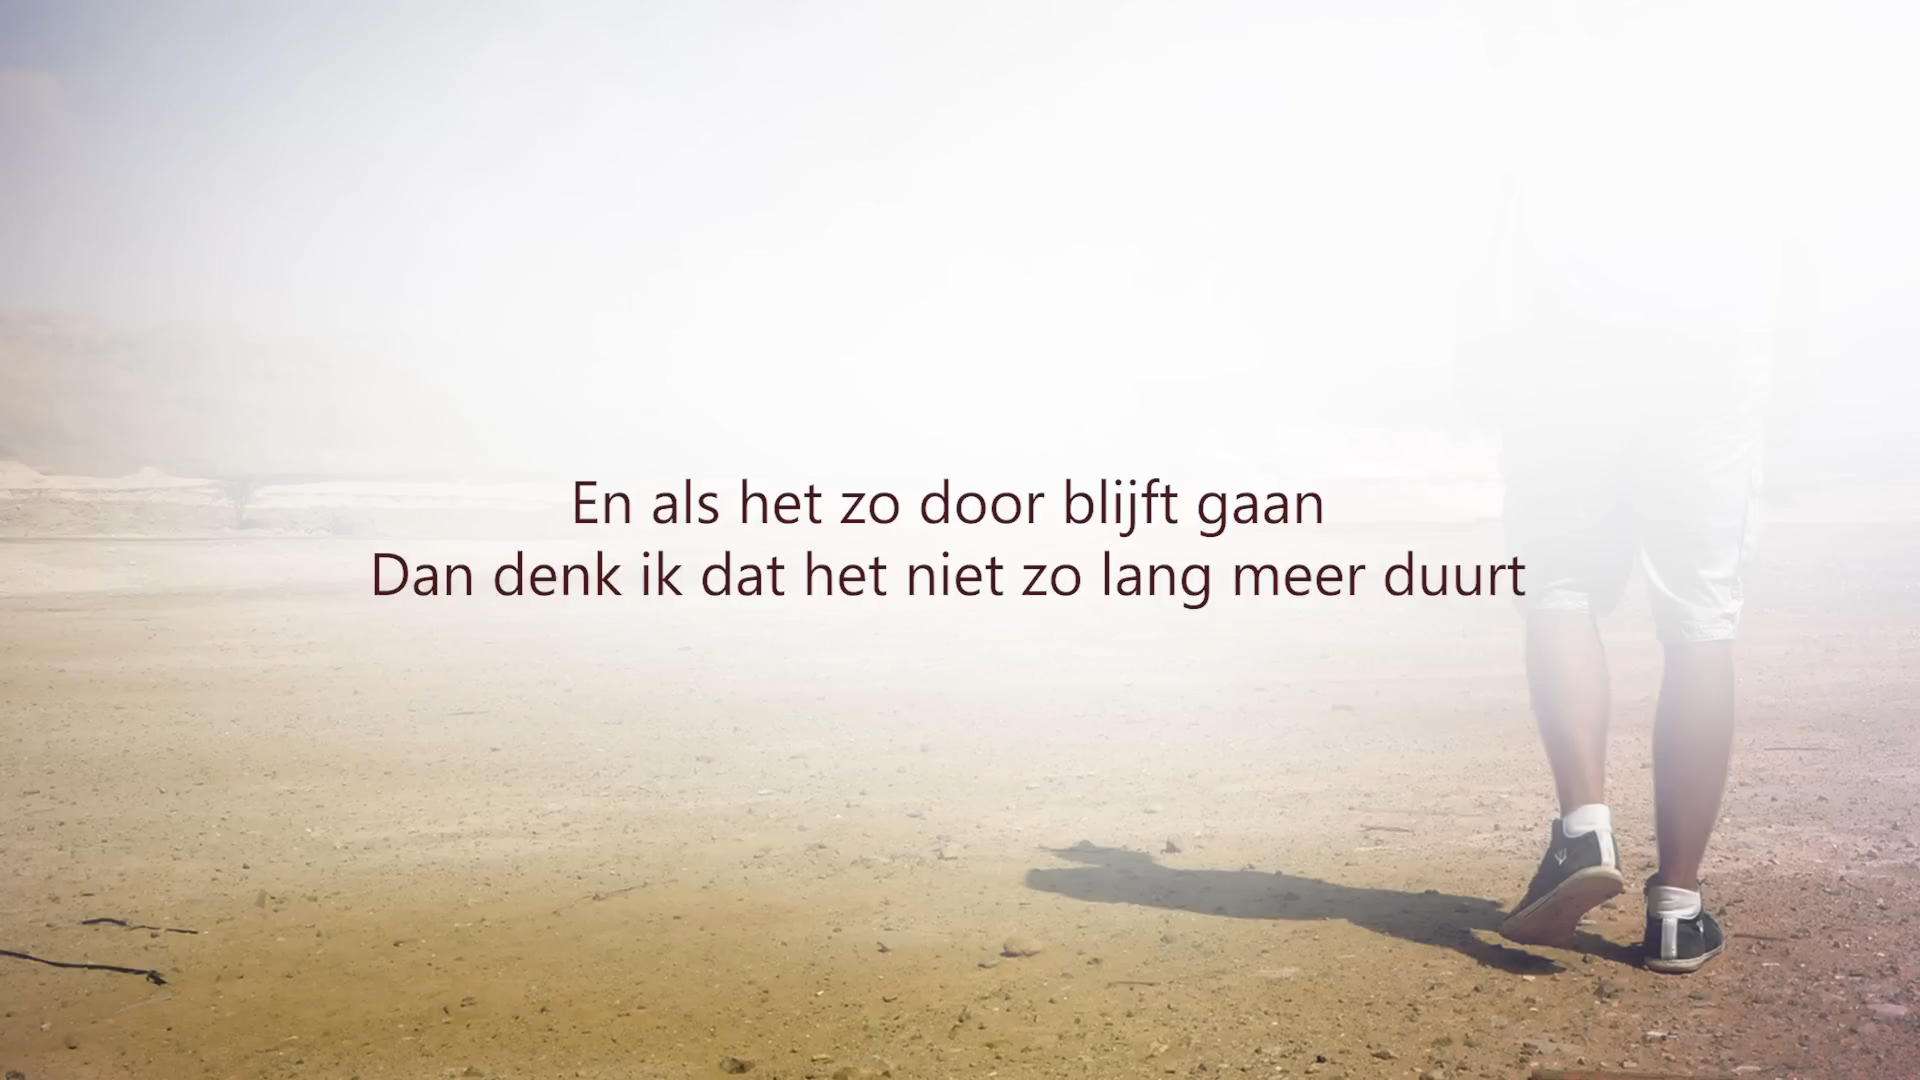 En als het zo door blijft gaan
Dan denk ik dat het niet zo lang meer duurt